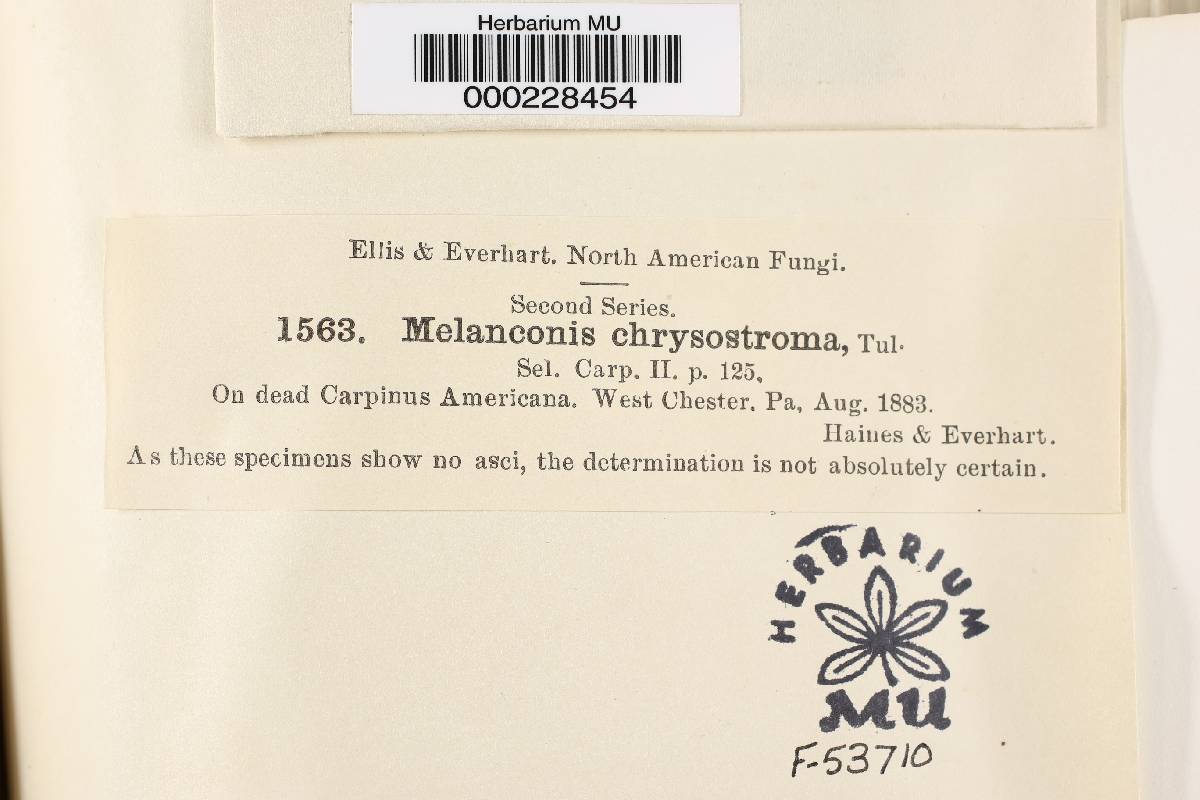 Herbarium MU
000228454
Ellis & Everhart. North American Fungi.
Second Series.
1563. Melanconis chrysostroma, Tul.
Sel. Carp. II. p. 125.
On dead Carpinus Americana. West Chester. Pa, Aug. 1883.
Haines & Everhart.
As these specimens show no asci, the determination is not absolutely certain.
HERBARIUM
MU
F-53710